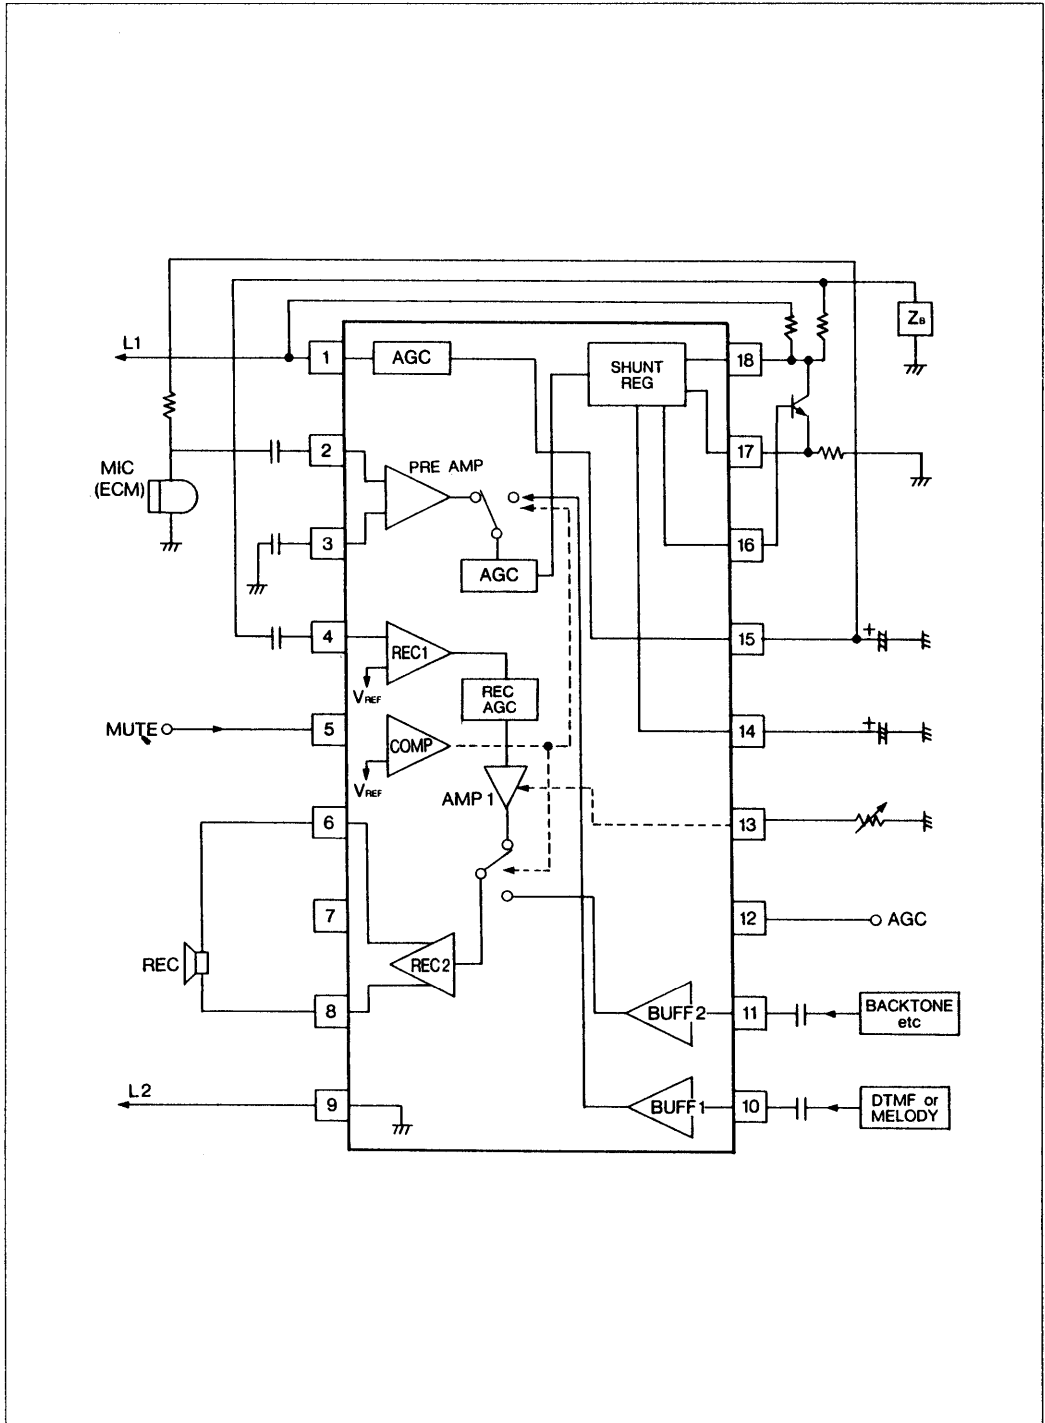 ZB
L1
1
AGC
SHUNT
REG
18
MIC
(ECM)
2
PRE AMP
17
3
AGC
16
4
REC1
VREF
REC
AGC
15
MUTE
5
COMP
VREF
14
AMP 1
6
13
7
12
AGC
REC
REC2
8
BUFF2
11
BACKTONE
etc
L2
9
BUFF1
10
DTMF or
MELODY
+
+